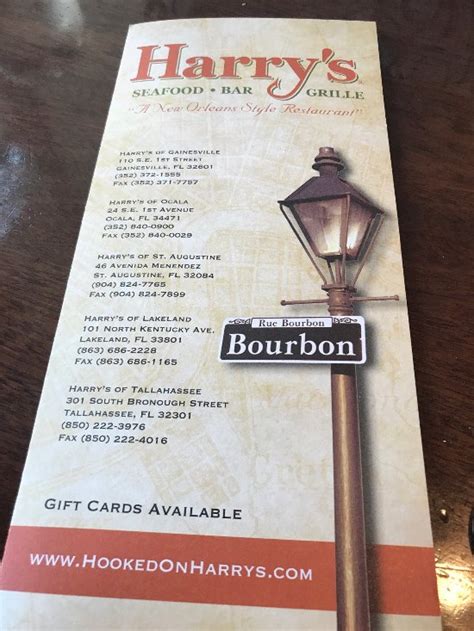 Harry's
SEAFOOD • BAR • GRILLE
"A New Orleans Style Restaurant"
HARRY'S OF GAINESVILLE
110 S.E. 1ST STREET
GAINESVILLE, FL 32601
(352) 372-1555
FAX (352) 371-7757
HARRY'S OF OCALA
24 S.E. 1ST AVENUE
OCALA, FL 34471
(352) 840-0900
FAX (352) 840-0029
HARRY'S OF ST. AUGUSTINE
46 AVENIDA MENENDEZ
ST. AUGUSTINE, FL 32084
(904) 824-7765
FAX (904) 824-7899
HARRY'S OF LAKELAND
101 NORTH KENTUCKY AVE.
LAKELAND, FL 33801
(863) 686-2228
FAX (863) 686-1165
HARRY'S OF TALLAHASSEE
301 SOUTH BRONOUGH STREET
TALLAHASSEE, FL 32301
(850) 222-3976
FAX (850) 222-4016
Rue Bourbon
Bourbon
GIFT CARDS AVAILABLE
WWW.HOOKEDONHARRYS.COM